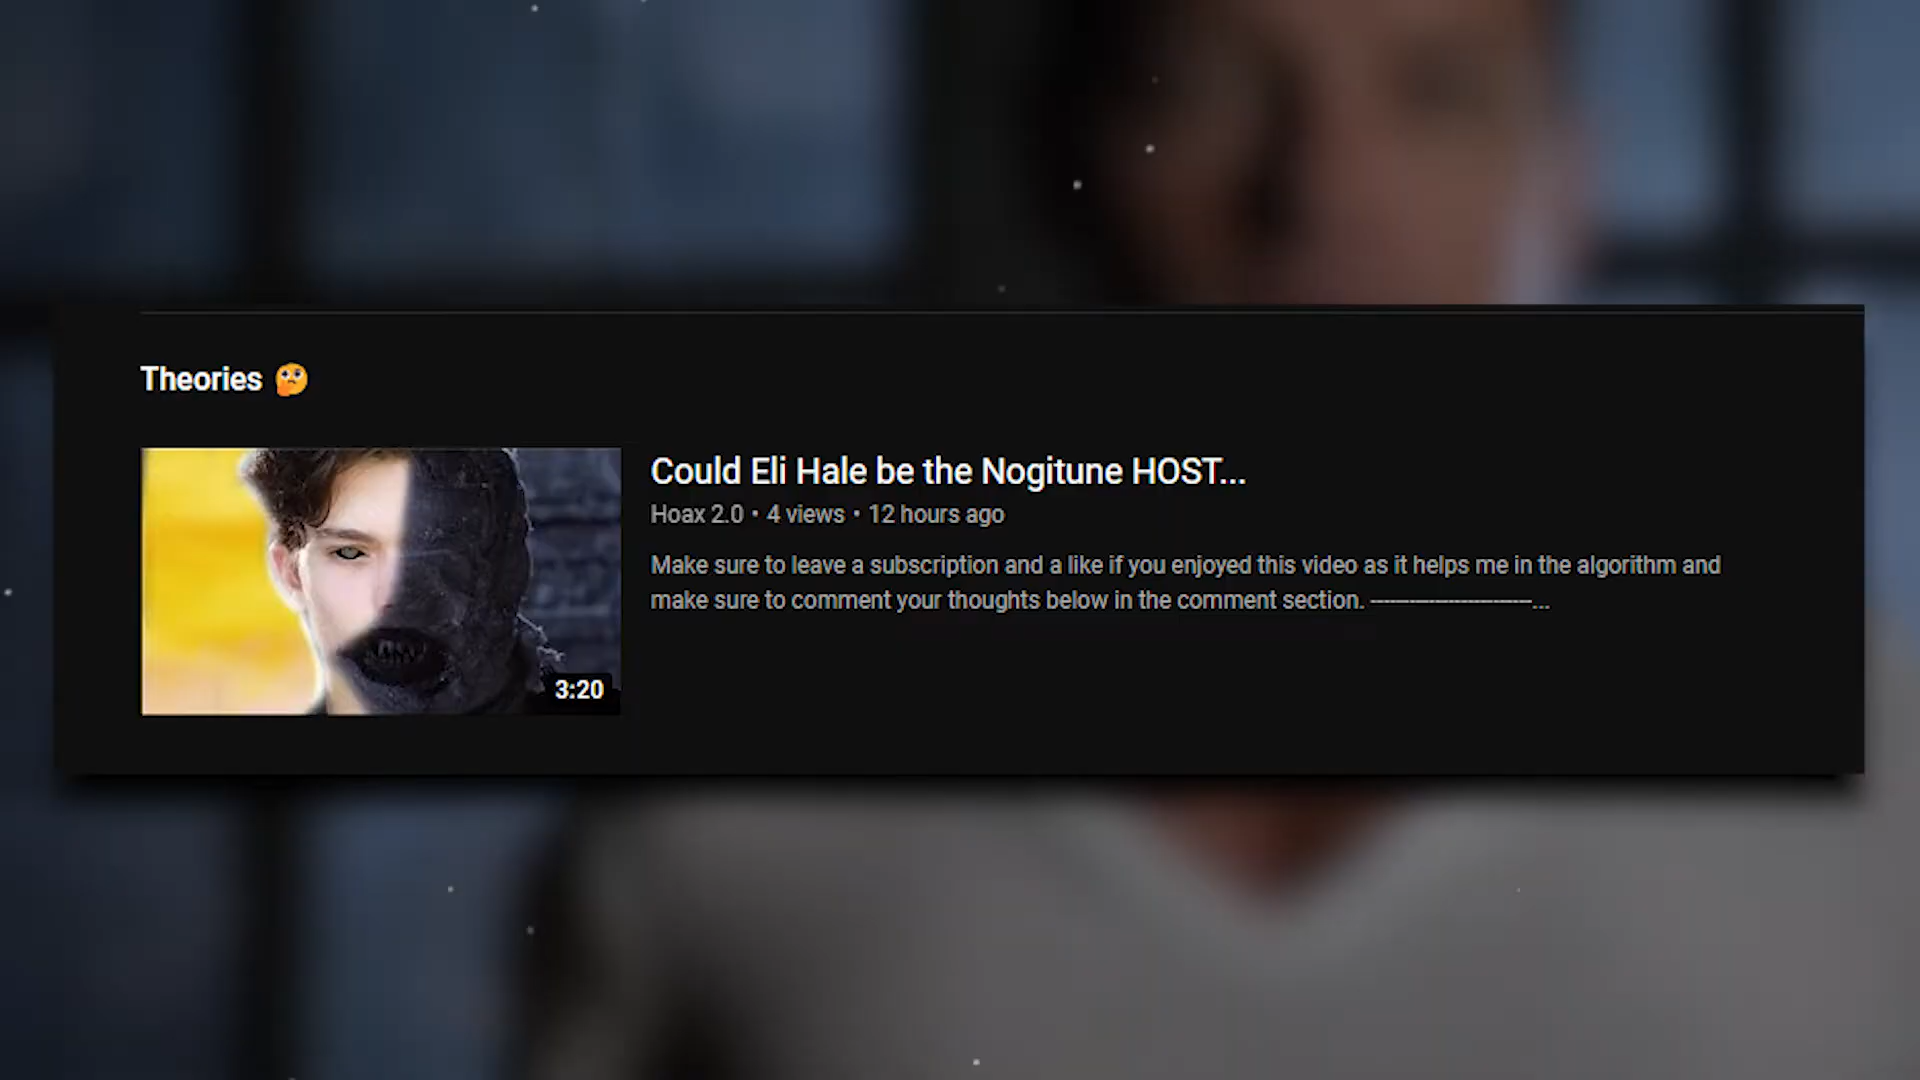 Theories 🤔
Could Eli Hale be the Nogitune HOST...
Hoax 2.0 • 4 views • 12 hours ago
Make sure to leave a subscription and a like if you enjoyed this video as it helps me in the algorithm and
make sure to comment your thoughts below in the comment section. -------------------------...
3:20